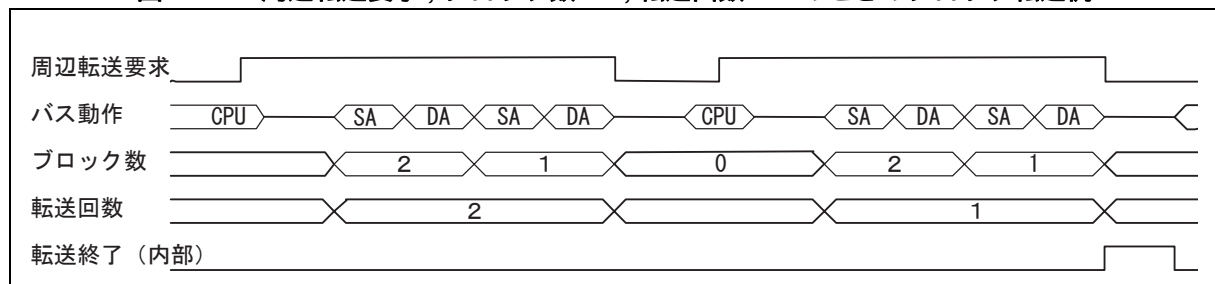 周辺転送要求
バス動作 CPU SA DA SA DA CPU SA DA SA DA
ブロック数 2 1 0 2 1
転送回数 2 1
転送終了（内部）